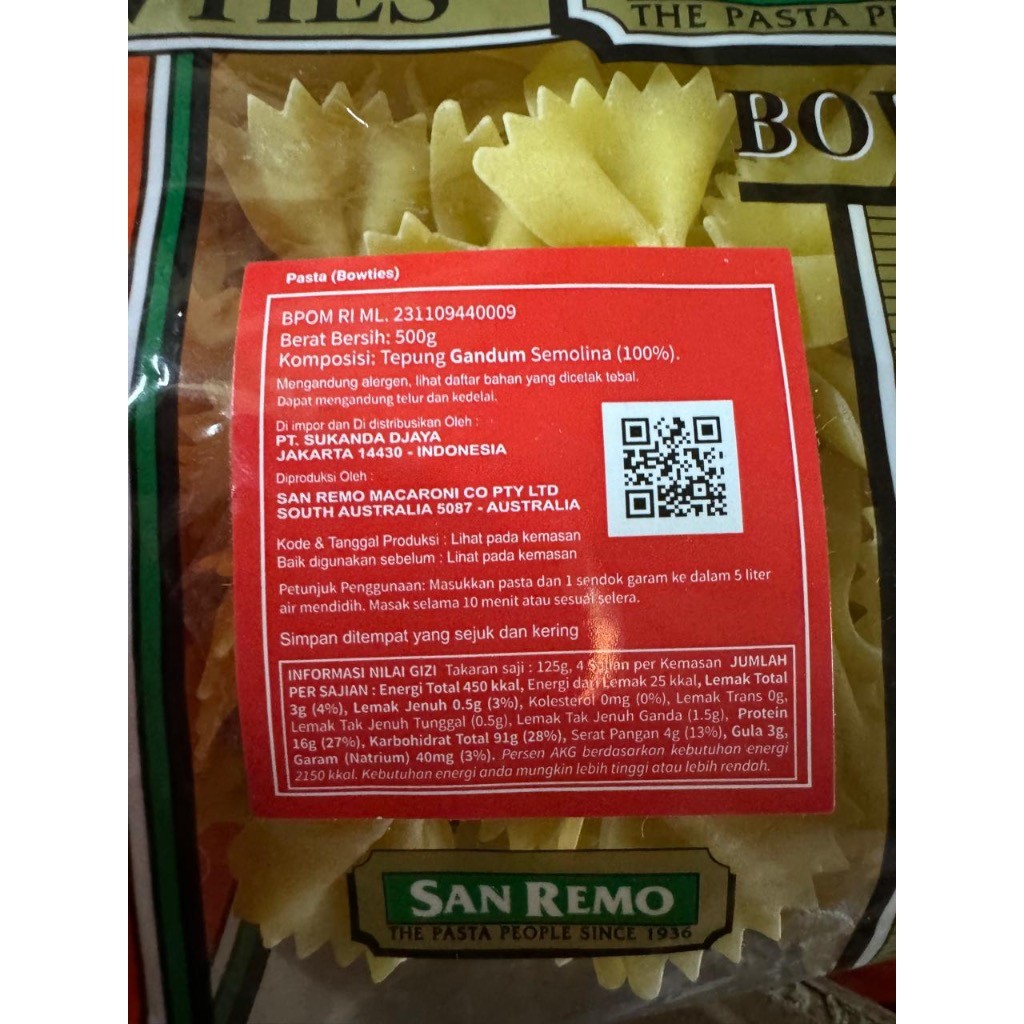 TIES
THE PASTA PE
BOW
Pasta (Bowties)
BPOM RI ML. 231109440009
Berat Bersih: 500g
Komposisi: Tepung Gandum Semolina (100%).
Mengandung alergen, lihat daftar bahan yang dicetak tebal.
Dapat mengandung telur dan kedelai.
Di impor dan Di distribusikan Oleh :
PT. SUKANDA DJAYA
JAKARTA 14430 - INDONESIA
Diproduksi Oleh :
SAN REMO MACARONI CO PTY LTD
SOUTH AUSTRALIA 5087 - AUSTRALIA
Kode & Tanggal Produksi : Lihat pada kemasan
Baik digunakan sebelum : Linat pada kemasan
Petunjuk Penggunaan: Masukkan pasta dan 1 sendok garam ke dalam 5 liter
air mendidih. Masak selama 10 menit atau sesuai selera.
Simpan ditempat yang sejuk dan kering
INFORMASI NILAI GIZI Takaran saji : 125g, 4 Sajian per Kemasan JUMLAH
PER SAJIAN : Energi Total 450 kkal, Energi dari Lemak 25 kkal, Lemak Total
3g (4%), Lemak Jenuh 0.5g (3%), Kolesterol 0mg (0%), Lemak Trans 0g,
Lemak Tak Jenuh Tunggal (0.5g), Lemak Tak Jenuh Ganda (1.5g), Protein
16g (27%), Karbohidrat Total 91g (28%), Serat Pangan 4g (13%), Gula 3g,
Garam (Natrium) 40mg (3%). Persen AKG berdasarkan kebutuhan energi
2150 kkal. Kebutuhan energi anda mungkin lebih tinggi atau lebih rendah.
SAN REMO
THE PASTA PEOPLE SINCE 1936